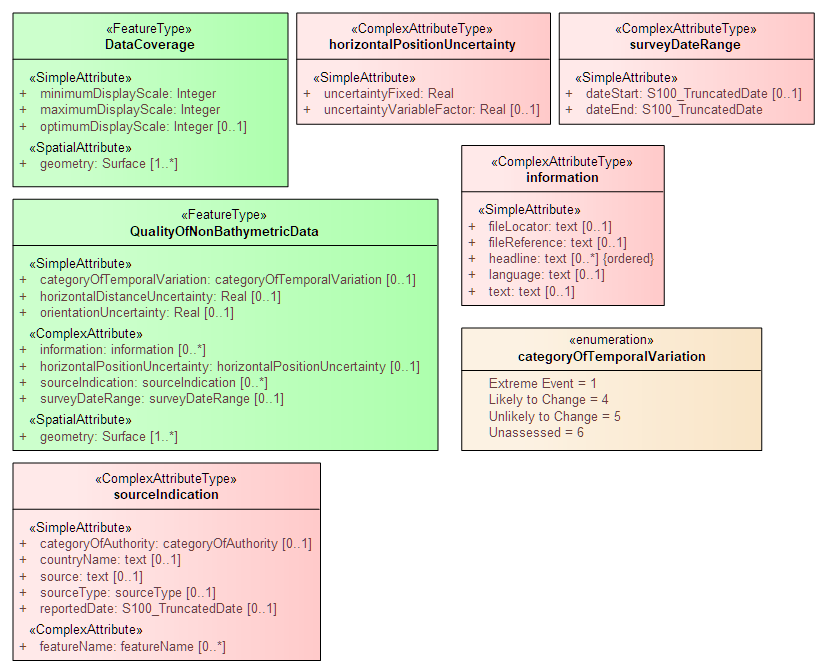 «FeatureType»
DataCoverage
«SimpleAttribute»
+ minimumDisplayScale: Integer
+ maximumDisplayScale: Integer
+ optimumDisplayScale: Integer [0..1]
«SpatialAttribute»
+ geometry: Surface [1..*]
«ComplexAttributeType»
horizontalPositionUncertainty
«SimpleAttribute»
+ uncertaintyFixed: Real
+ uncertaintyVariableFactor: Real [0..1]
«ComplexAttributeType»
surveyDateRange
«SimpleAttribute»
+ dateStart: S100_TruncatedDate [0..1]
+ dateEnd: S100_TruncatedDate
«ComplexAttributeType»
information
«SimpleAttribute»
+ fileLocator: text [0..1]
+ fileReference: text [0..1]
+ headline: text [0..*] {ordered}
+ language: text [0..1]
+ text: text [0..1]
«FeatureType»
QualityOfNonBathymetricData
«SimpleAttribute»
+ categoryOfTemporalVariation: categoryOfTemporalVariation [0..1]
+ horizontalDistanceUncertainty: Real [0..1]
+ orientationUncertainty: Real [0..1]
«ComplexAttribute»
+ information: information [0..*]
+ horizontalPositionUncertainty: horizontalPositionUncertainty [0..1]
+ sourceIndication: sourceIndication [0..*]
+ surveyDateRange: surveyDateRange [0..1]
«SpatialAttribute»
+ geometry: Surface [1..*]
«enumeration»
categoryOfTemporalVariation
Extreme Event = 1
Likely to Change = 4
Unlikely to Change = 5
Unassessed = 6
«ComplexAttributeType»
sourceIndication
«SimpleAttribute»
+ categoryOfAuthority: categoryOfAuthority [0..1]
+ countryName: text [0..1]
+ source: text [0..1]
+ sourceType: sourceType [0..1]
+ reportedDate: S100_TruncatedDate [0..1]
«ComplexAttribute»
+ featureName: featureName [0..*]